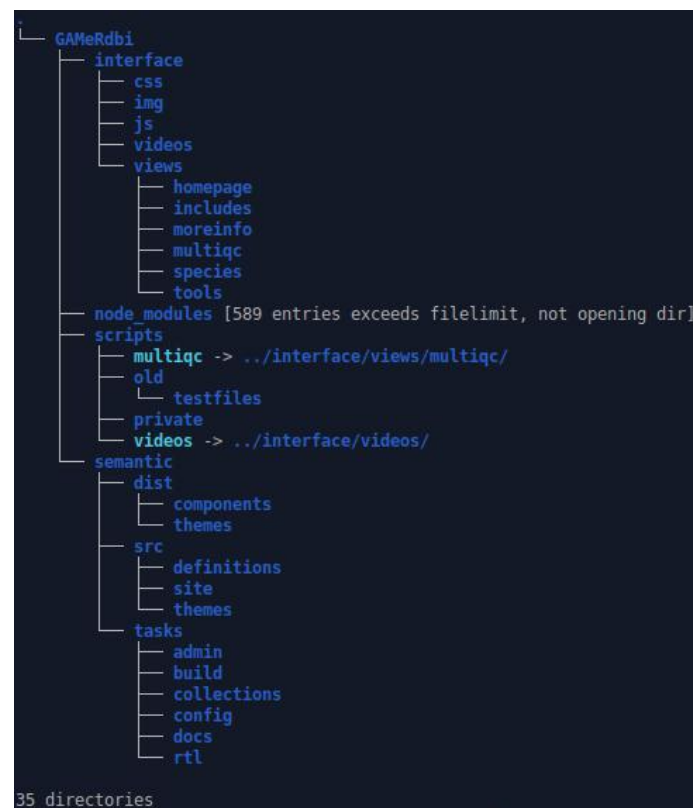 .
└── GAMeRdbi
    ├── interface
    │   ├── css
    │   ├── img
    │   ├── js
    │   ├── videos
    │   └── views
    │       ├── homepage
    │       ├── includes
    │       ├── moreinfo
    │       ├── multiqc
    │       ├── species
    │       └── tools
    ├── node_modules [589 entries exceeds filelimit, not opening dir]
    ├── scripts
    │   ├── multiqc -> ../interface/views/multiqc/
    │   ├── old
    │   │   └── testfiles
    │   ├── private
    │   └── videos -> ../interface/videos/
    └── semantic
        ├── dist
        │   ├── components
        │   └── themes
        ├── src
        │   ├── definitions
        │   ├── site
        │   └── themes
        └── tasks
            ├── admin
            ├── build
            ├── collections
            ├── config
            ├── docs
            └── rtl
35 directories